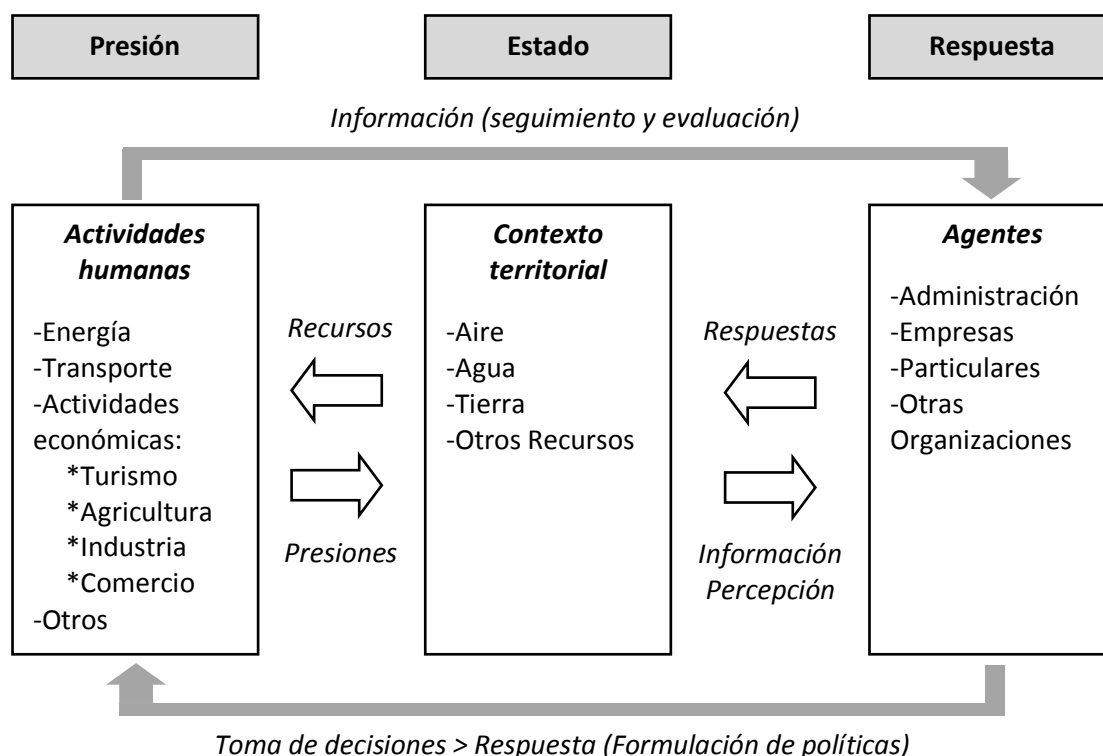 Presión
Estado
Respuesta
Información (seguimiento y evaluación)
Actividades
humanas
-Energía
-Transporte
-Actividades
económicas:
*Turismo
*Agricultura
*Industria
*Comercio
-Otros
Recursos
Presiones
Contexto
territorial
-Aire
-Agua
-Tierra
-Otros Recursos
Respuestas
Información
Percepción
Agentes
-Administración
-Empresas
-Particulares
-Otras
Organizaciones
Toma de decisiones > Respuesta (Formulación de políticas)